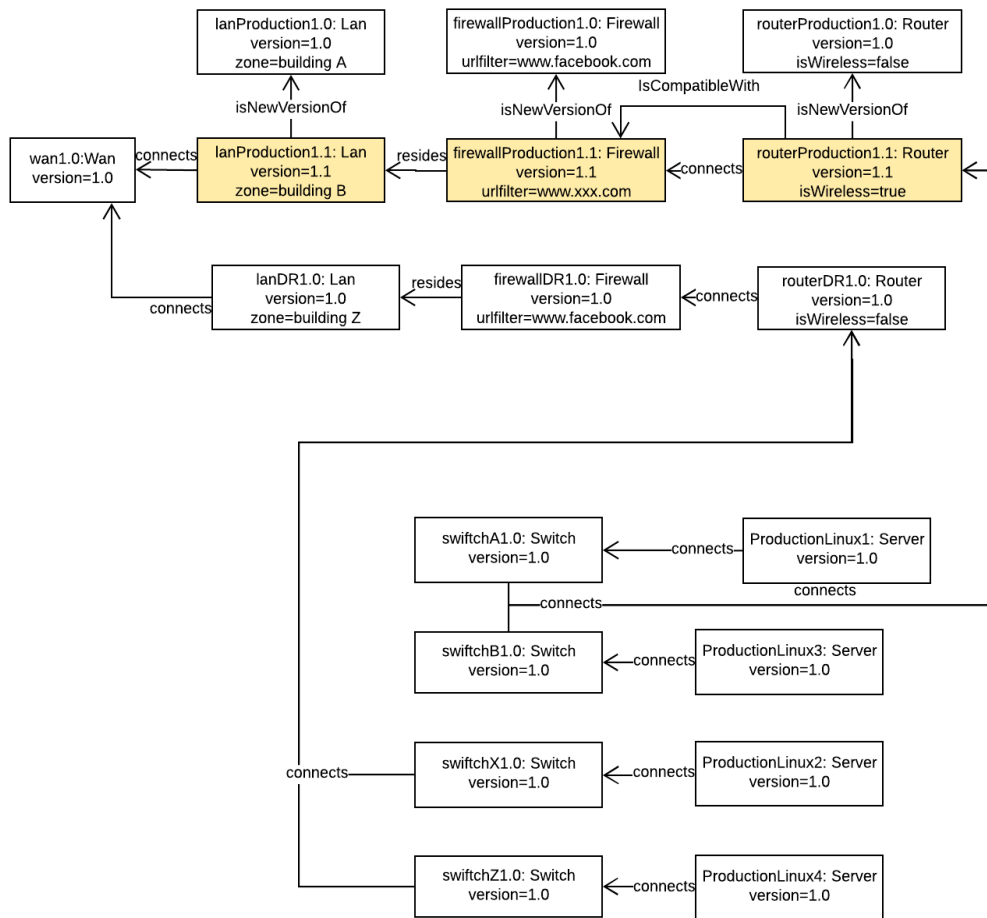 lanProduction1.0: Lan
version=1.0
zone=building A
firewallProduction1.0: Firewall
version=1.0
urlfilter=www.facebook.com
routerProduction1.0: Router
version=1.0
isWireless=false
IsCompatibleWith
isNewVersionOf
isNewVersionOf
isNewVersionOf
wan1.0:Wan
version=1.0
connects
lanProduction1.1: Lan
version=1.1
zone=building B
resides
firewallProduction1.1: Firewall
version=1.1
urlfilter=www.xxx.com
connects
routerProduction1.1: Router
version=1.1
isWireless=true
connects
lanDR1.0: Lan
version=1.0
zone=building Z
resides
firewallDR1.0: Firewall
version=1.0
urlfilter=www.facebook.com
connects
routerDR1.0: Router
version=1.0
isWireless=false
swiftchA1.0: Switch
version=1.0
connects
ProductionLinux1: Server
version=1.0
connects
connects
swiftchB1.0: Switch
version=1.0
connects
ProductionLinux3: Server
version=1.0
connects
swiftchX1.0: Switch
version=1.0
connects
ProductionLinux2: Server
version=1.0
swiftchZ1.0: Switch
version=1.0
connects
ProductionLinux4: Server
version=1.0